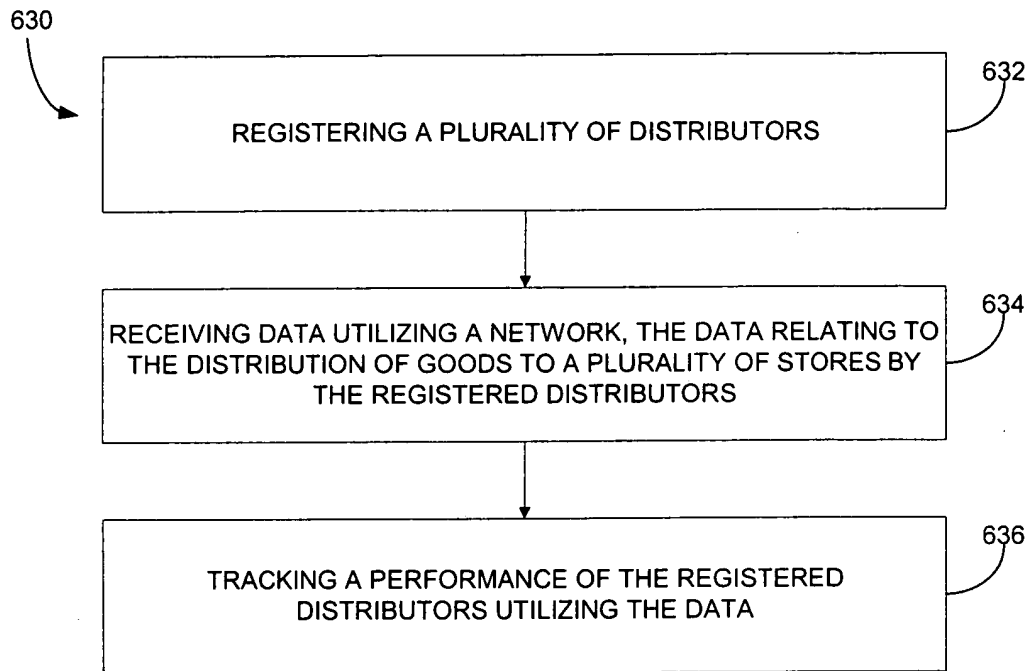 630
632
REGISTERING A PLURALITY OF DISTRIBUTORS
634
RECEIVING DATA UTILIZING A NETWORK, THE DATA RELATING TO
THE DISTRIBUTION OF GOODS TO A PLURALITY OF STORES BY
THE REGISTERED DISTRIBUTORS
636
TRACKING A PERFORMANCE OF THE REGISTERED
DISTRIBUTORS UTILIZING THE DATA